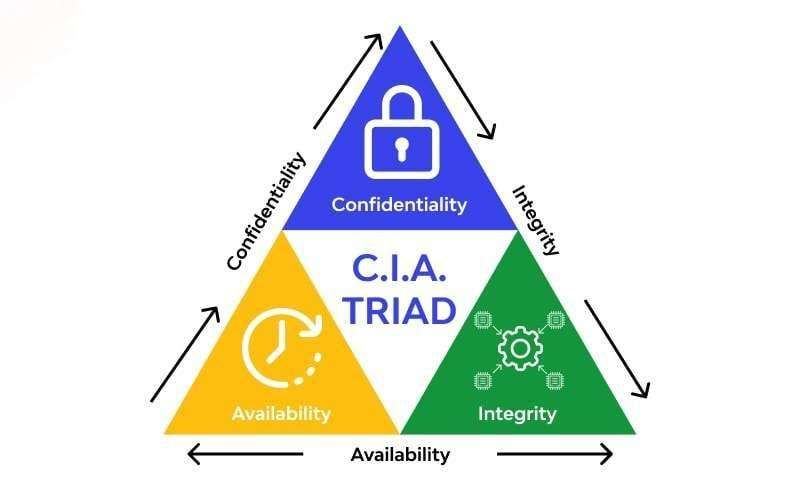 Confidentiality
Confidentiality
Integrity
C.I.A.
TRIAD
Availability
Integrity
Availability